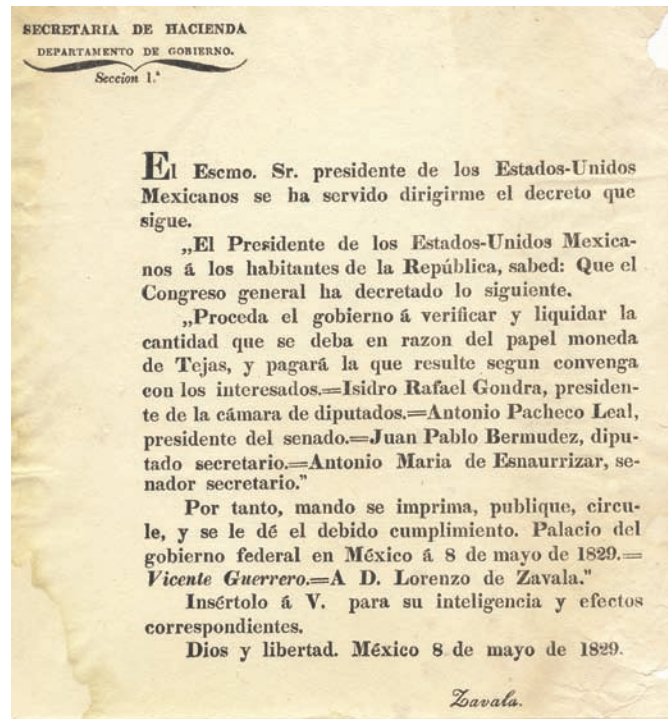 SECRETARIA DE HACIENDA
DEPARTAMENTO DE GOBIERNO.
Seccion 1.ª
El Escmo. Sr. presidente de los Estados-Unidos
Mexicanos se ha servido dirigirme el decreto que
sigue.
„El Presidente de los Estados-Unidos Mexica-
nos á los habitantes de la República, sabed: Que el
Congreso general ha decretado lo siguiente.
„Proceda el gobierno á verificar y liquidar la
cantidad que se deba en razon del papel moneda
de Tejas, y pagará la que resulte segun convenga
con los interesados.=Isidro Rafael Gondra, presiden-
te de la cámara de diputados.=Antonio Pacheco Leal,
presidente del senado.=Juan Pablo Bermudez, dipu-
tado secretario.=Antonio Maria de Esnaurrizar, se-
nador secretario."
Por tanto, mando se imprima, publique, circu-
le, y se le dé el debido cumplimiento. Palacio del
gobierno federal en México á 8 de mayo de 1829.=
Vicente Guerrero.=A D. Lorenzo de Zavala."
Insértolo á V. para su inteligencia y efectos
correspondientes.
Dios y libertad. México 8 de mayo de 1829.
Zavala.